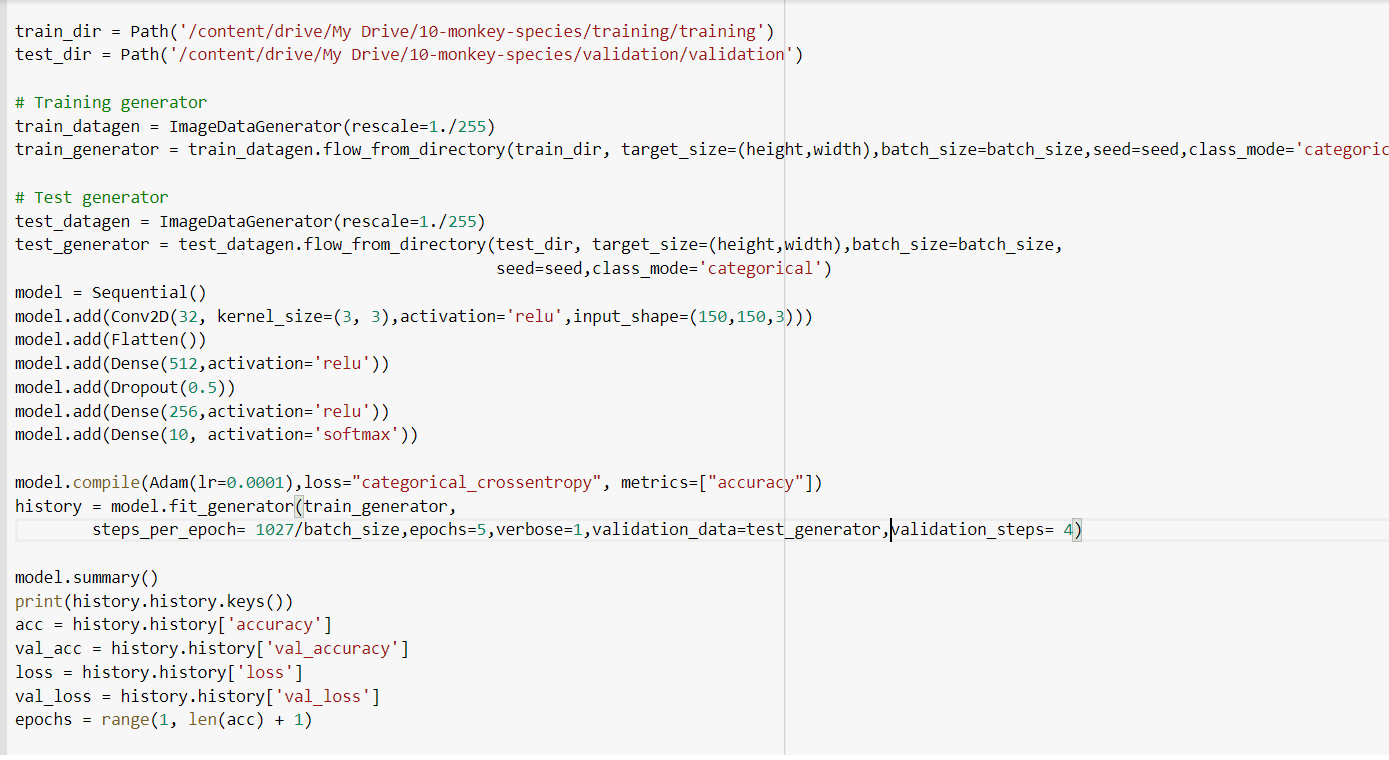 train_dir = Path('/content/drive/My Drive/10-monkey-species/training/training')
test_dir = Path('/content/drive/My Drive/10-monkey-species/validation/validation')
# Training generator
train_datagen = ImageDataGenerator(rescale=1./255)
train_generator = train_datagen.flow_from_directory(train_dir, target_size=(height,width),batch_size=batch_size,seed=seed,class_mode='categoric
# Test generator
test_datagen = ImageDataGenerator(rescale=1./255)
test_generator = test_datagen.flow_from_directory(test_dir, target_size=(height,width),batch_size=batch_size,
seed=seed,class_mode='categorical')
model = Sequential()
model.add(Conv2D(32, kernel_size=(3, 3),activation='relu',input_shape=(150,150,3)))
model.add(Flatten())
model.add(Dense(512,activation='relu'))
model.add(Dropout(0.5))
model.add(Dense(256,activation='relu'))
model.add(Dense(10, activation='softmax'))
model.compile(Adam(lr=0.0001),loss="categorical_crossentropy", metrics=["accuracy"])
history = model.fit_generator(train_generator,
steps_per_epoch= 1027/batch_size,epochs=5,verbose=1,validation_data=test_generator,validation_steps= 4)
model.summary()
print(history.history.keys())
acc = history.history['accuracy']
val_acc = history.history['val_accuracy']
loss = history.history['loss']
val_loss = history.history['val_loss']
epochs = range(1, len(acc) + 1)